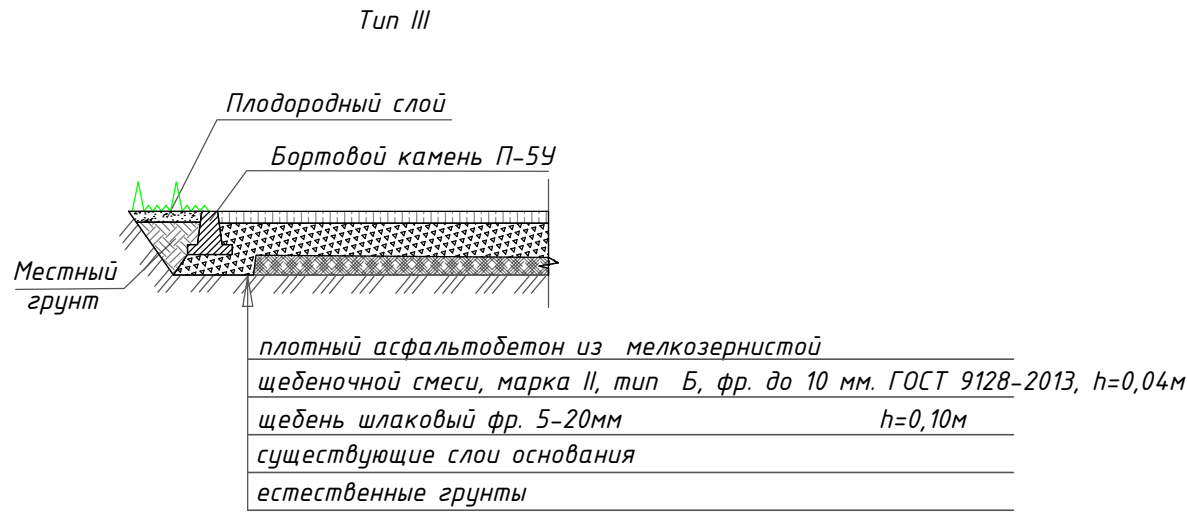 Тип III
Плодородный слой
Бортовой камень П-5У
Местный
грунт
плотный асфальтобетон из мелкозернистой
щебеночной смеси, марка II, тип Б, фр. до 10 мм. ГОСТ 9128-2013, h=0,04м
щебень шлаковый фр. 5-20мм h=0,10м
существующие слои основания
естественные грунты